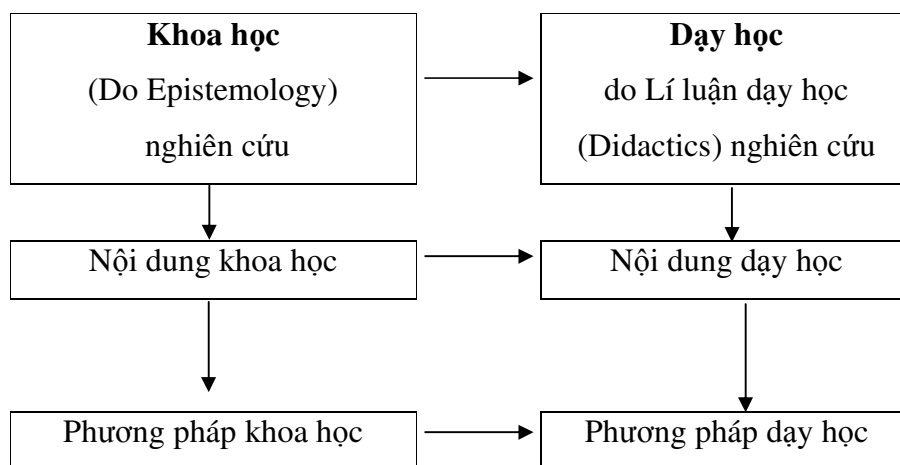 Khoa học
(Do Epistemology)
nghiên cứu
Dạy học
do Lí luận dạy học
(Didactics) nghiên cứu
Nội dung khoa học
Nội dung dạy học
Phương pháp khoa học
Phương pháp dạy học